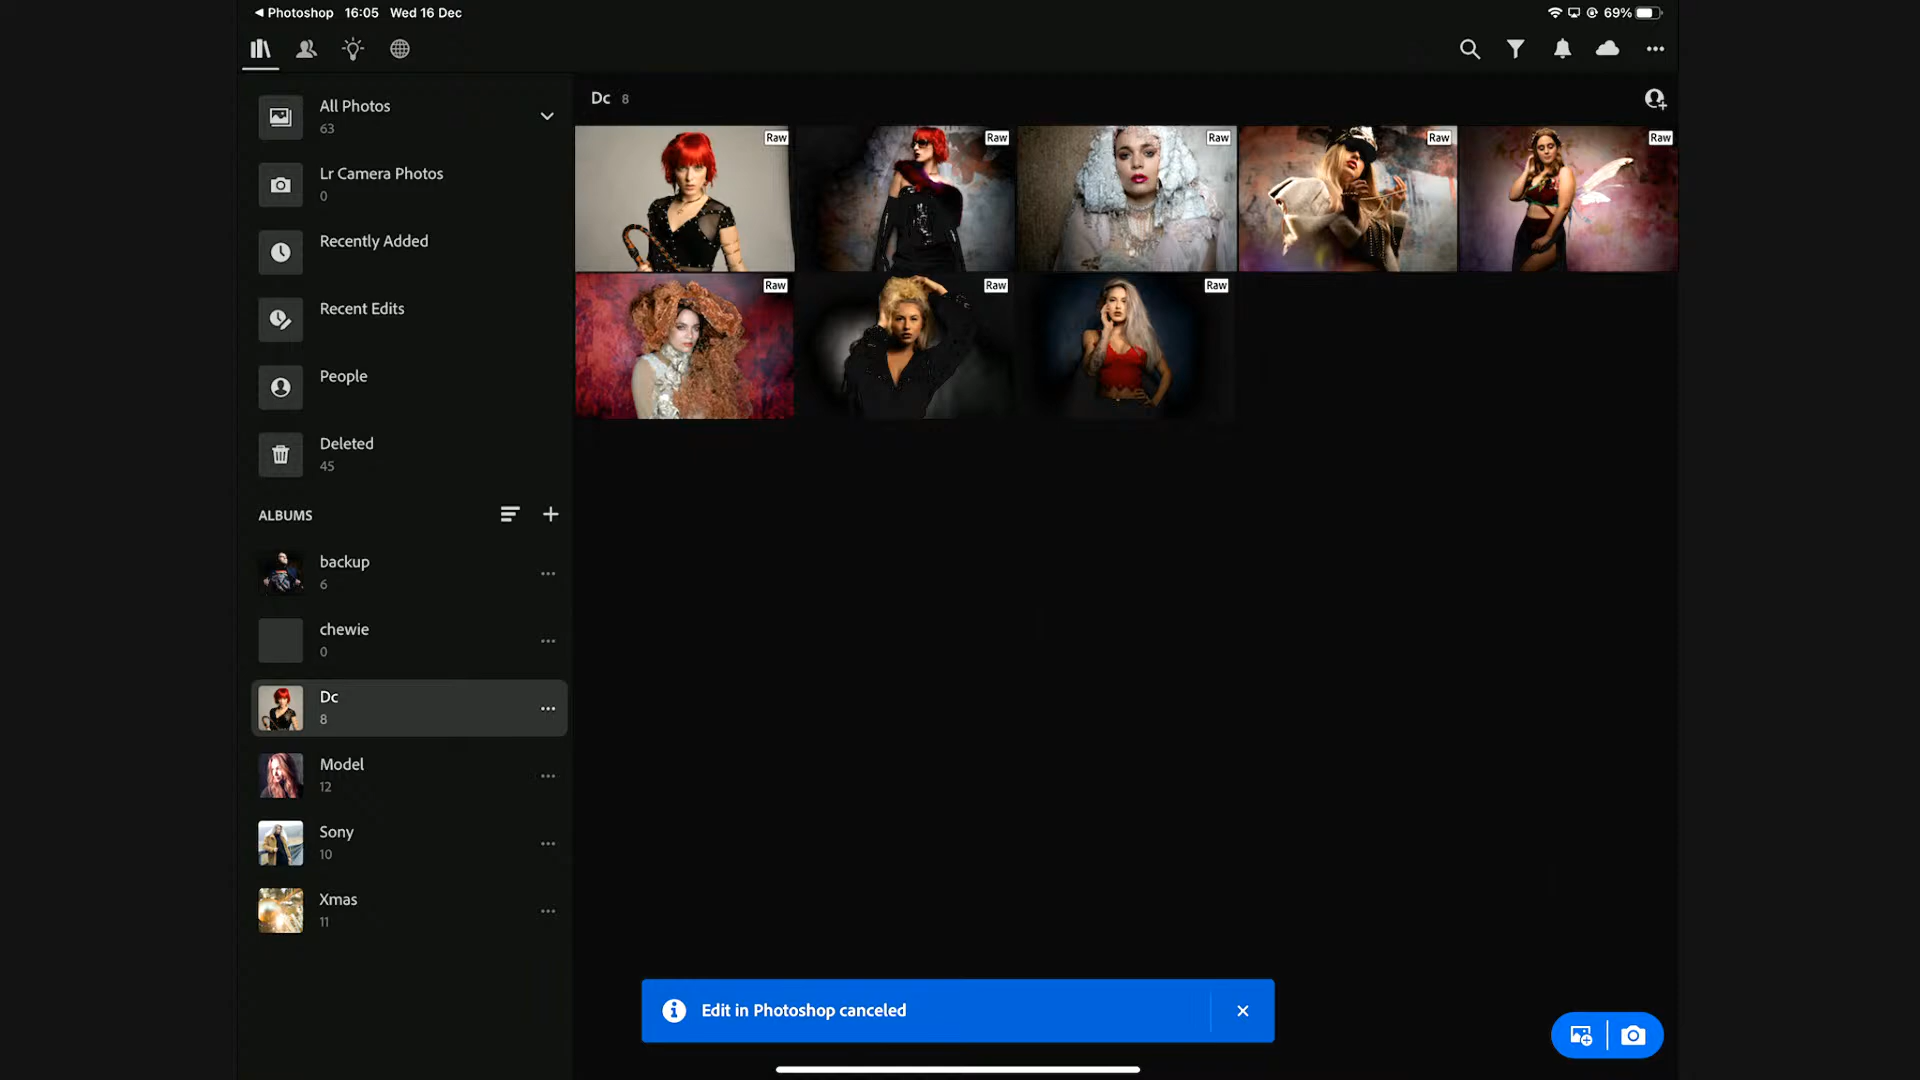 ◀ Photoshop 16:05 Wed 16 Dec
69%
All Photos
63
Lr Camera Photos
0
Recently Added
Recent Edits
People
Deleted
45
ALBUMS
backup
6
chewie
0
Dc
8
Model
12
Sony
10
Xmas
11
Dc 8
Raw Raw Raw Raw Raw
Raw Raw Raw
Edit in Photoshop canceled